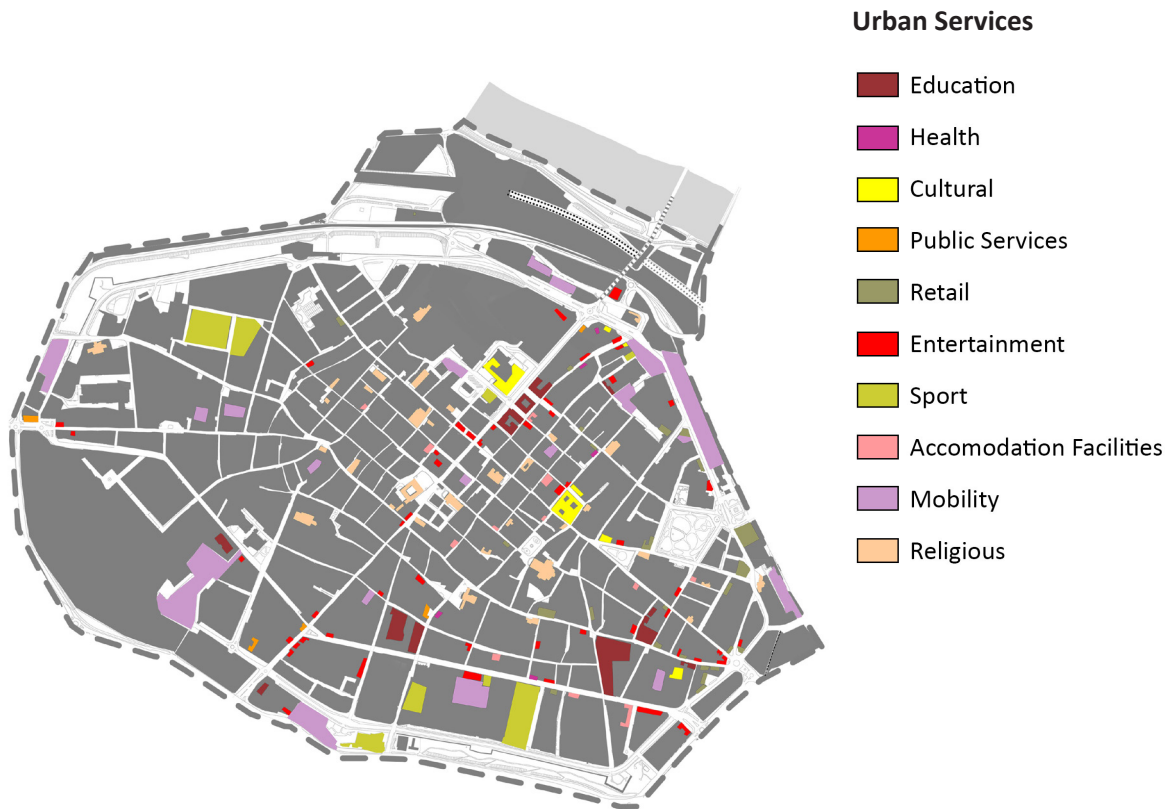 Urban Services
Education
Health
Cultural
Public Services
Retail
Entertainment
Sport
Accomodation Facilities
Mobility
Religious